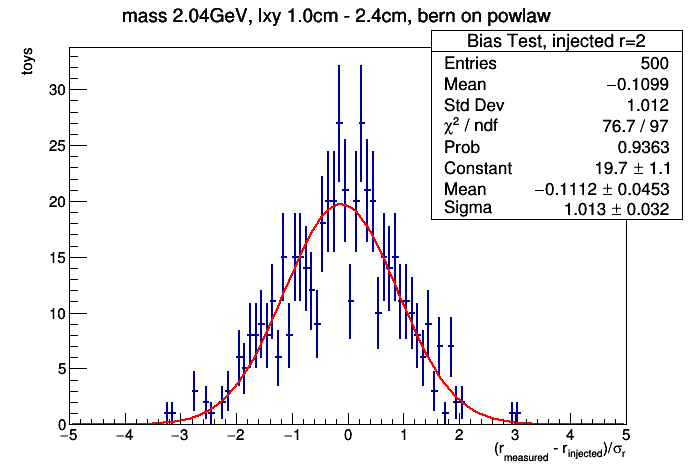 mass 2.04GeV, lxy 1.0cm - 2.4cm, bern on powlaw
Bias Test, injected r=2
Entries 500
Mean −0.1099
Std Dev 1.012
χ² / ndf 76.7 / 97
Prob 0.9363
Constant 19.7 ± 1.1
Mean −0.1112 ± 0.0453
Sigma 1.013 ± 0.032
toys
30
25
20
15
10
5
0
−5 −4 −3 −2 −1 0 1 2 3 4 5
(r_measured - r_injected)/σ_r